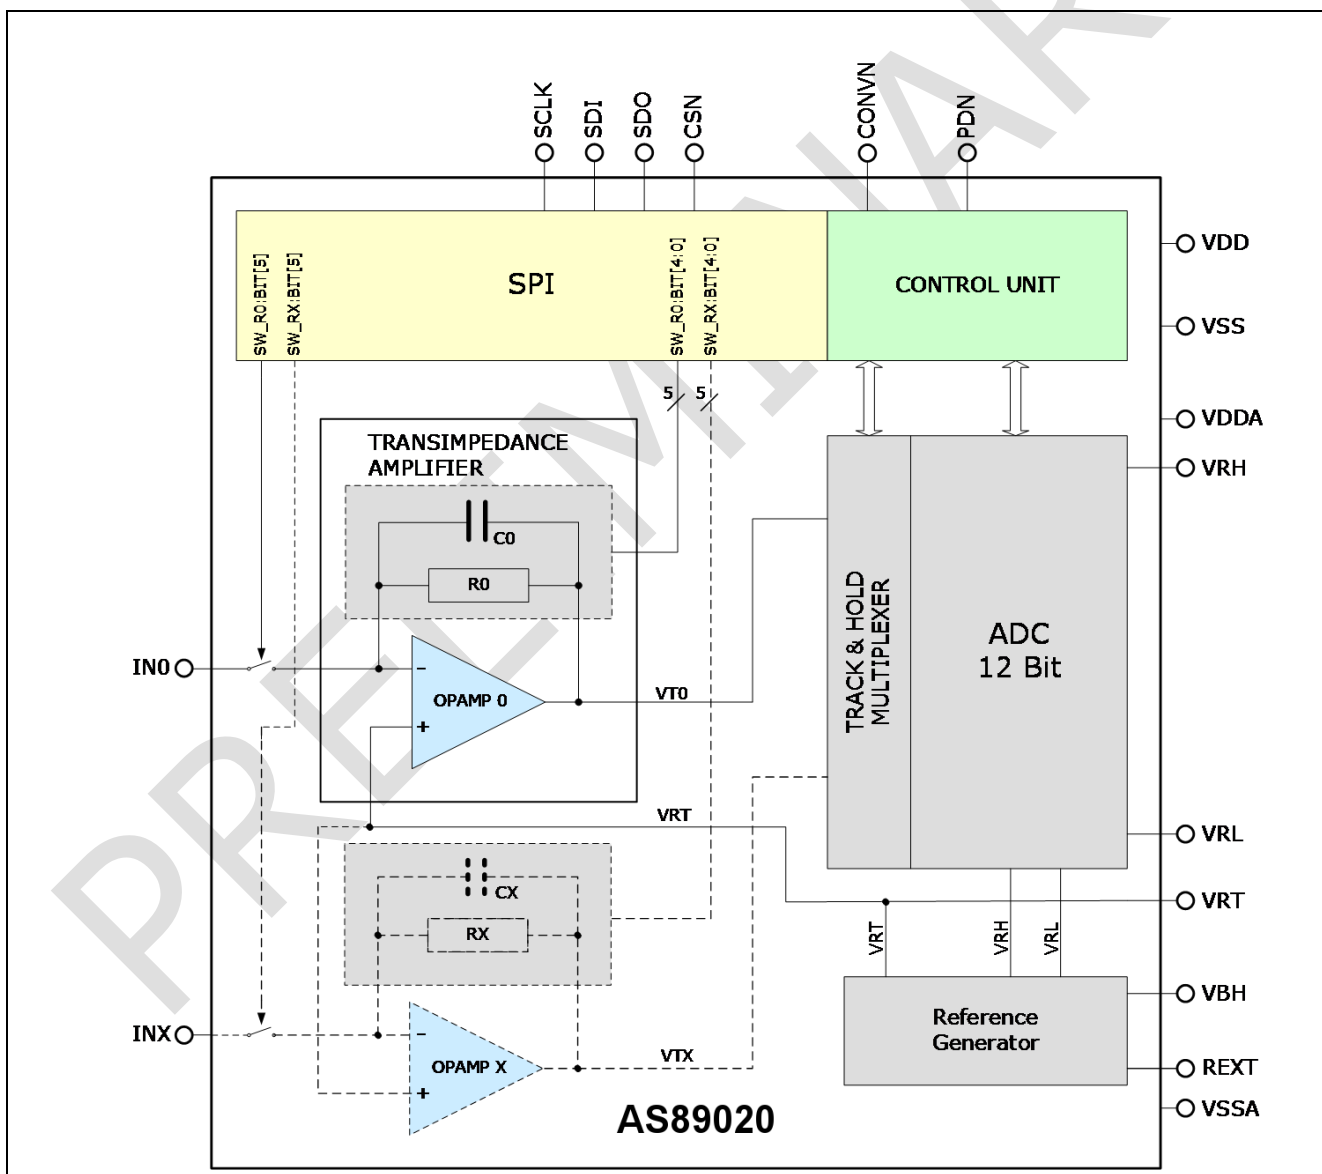 PRELIMINAR
SCLK
SDI
SDO
CSN
CONVN
PDN
SW_R0:BIT[5]
SW_RX:BIT[5]
SPI
SW_R0:BIT[4:0]
SW_RX:BIT[4:0]
CONTROL UNIT
VDD
VSS
5
5
VDDA
VRH
TRANSIMPEDANCE
AMPLIFIER
C0
R0
IN0
-
OPAMP 0
+
VT0
TRACK & HOLD
MULTIPLEXER
ADC
12 Bit
VRT
VRL
VRT
CX
RX
VRT
VRH
VRL
VBH
INX
-
OPAMP X
+
VTX
Reference
Generator
REXT
VSSA
AS89020